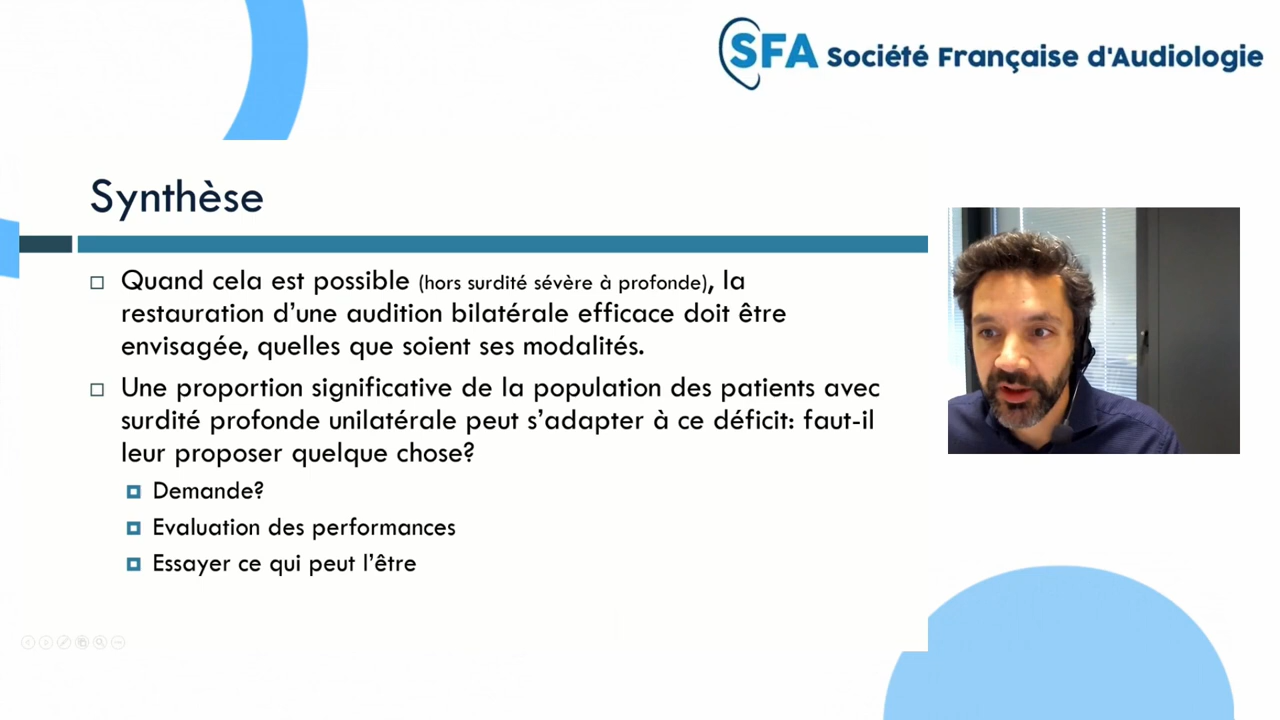 SFA Société Française d'Audiologie
Synthèse
Quand cela est possible (hors surdité sévère à profonde), la
restauration d'une audition bilatérale efficace doit être
envisagée, quelles que soient ses modalités.
Une proportion significative de la population des patients avec
surdité profonde unilatérale peut s'adapter à ce déficit: faut-il
leur proposer quelque chose?
Demande?
Evaluation des performances
Essayer ce qui peut l'être